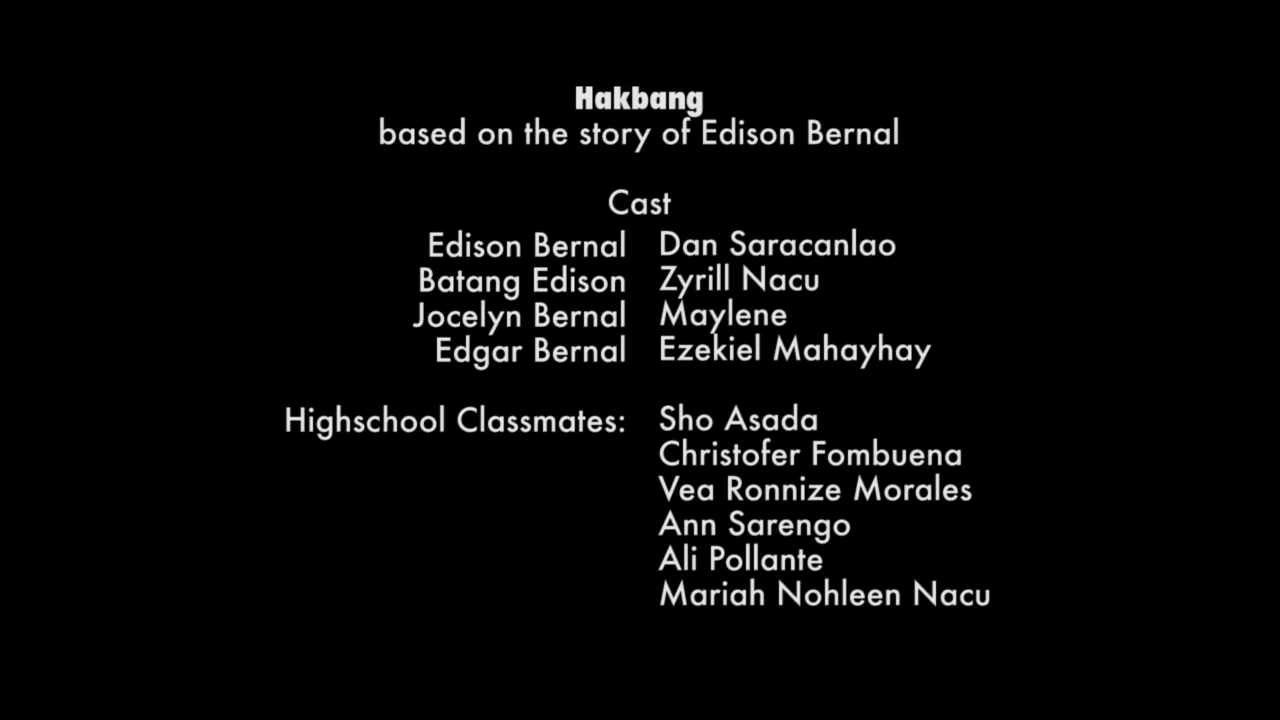 Hakbang
based on the story of Edison Bernal
Cast
Edison Bernal Dan Saracanlao
Batang Edison Zyrill Nacu
Jocelyn Bernal Maylene
Edgar Bernal Ezekiel Mahayhay
Highschool Classmates: Sho Asada
Christofer Fombuena
Vea Ronnize Morales
Ann Sarengo
Ali Pollante
Mariah Nohleen Nacu